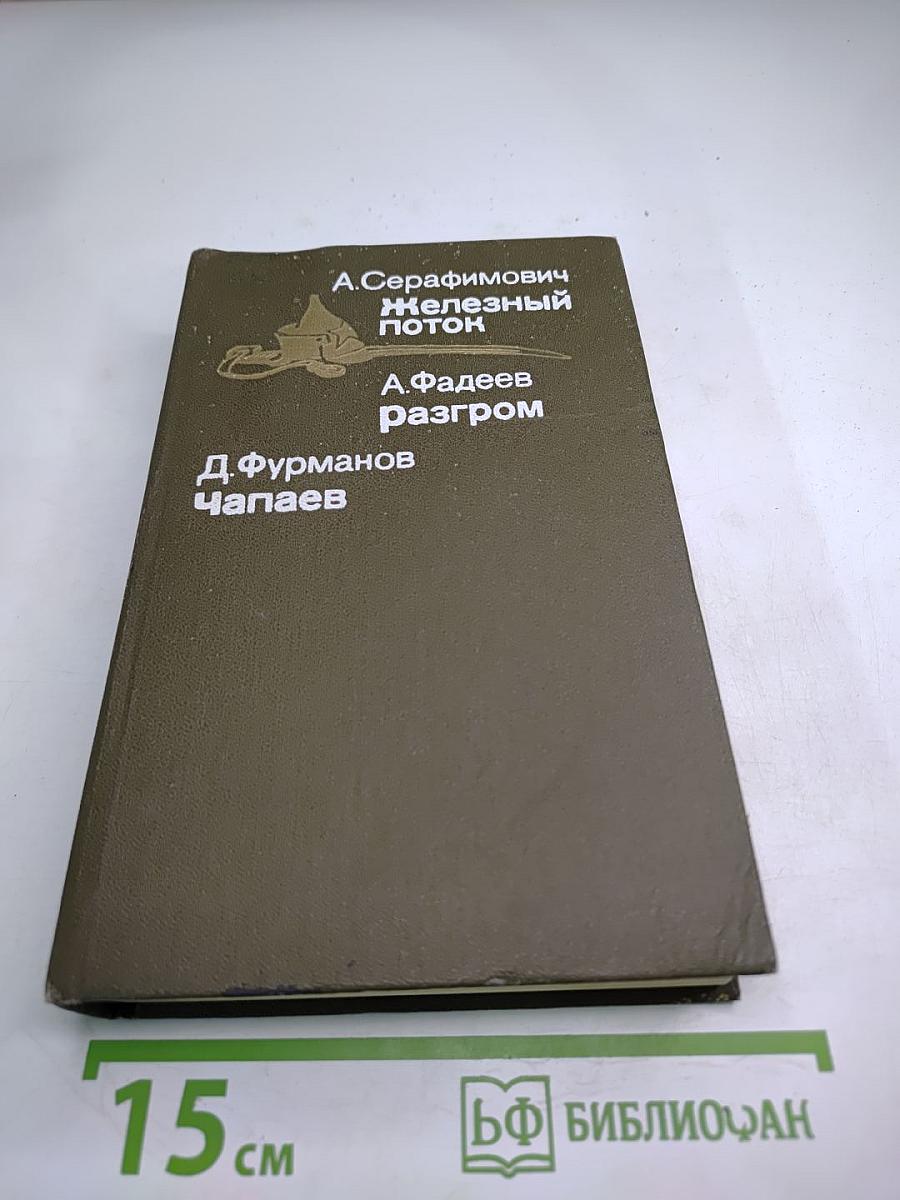 А.Серафимович
Железный
поток
А.Фадеев
Разгром
Д.Фурманов
Чапаев
15 см
БФ БИБЛИОФАН